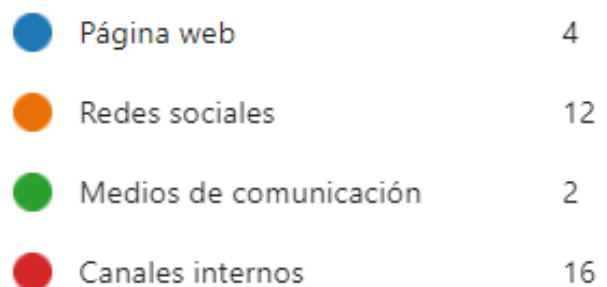 Página web 4
Redes sociales 12
Medios de comunicación 2
Canales internos 16